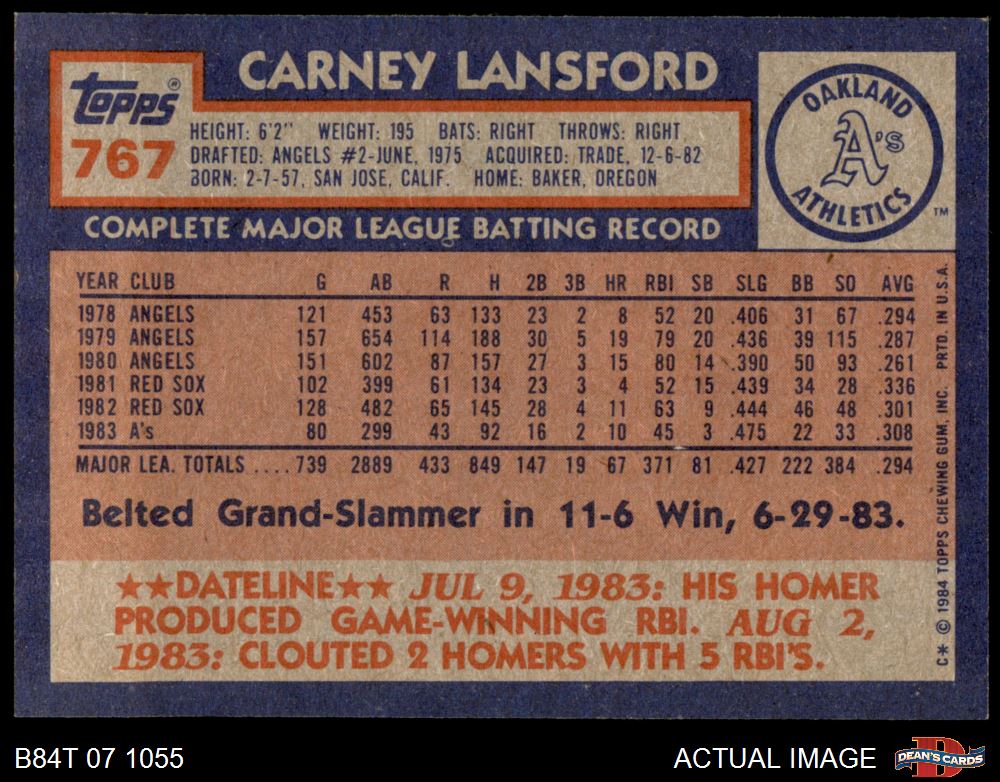 CARNEY LANSFORD
topps®
767
HEIGHT: 6'2" WEIGHT: 195 BATS: RIGHT THROWS: RIGHT
DRAFTED: ANGELS #2-JUNE, 1975 ACQUIRED: TRADE, 12-6-82
BORN: 2-7-57, SAN JOSE, CALIF. HOME: BAKER, OREGON
OAKLAND
A's
ATHLETICS
TM
COMPLETE MAJOR LEAGUE BATTING RECORD
YEAR CLUB G AB R H 2B 3B HR RBI SB SLG BB SO AVG
1978 ANGELS 121 453 63 133 23 2 8 52 20 .406 31 67 .294
1979 ANGELS 157 654 114 188 30 5 19 79 20 .436 39 115 .287
1980 ANGELS 151 602 87 157 27 3 15 80 14 .390 50 93 .261
1981 RED SOX 102 399 61 134 23 3 4 52 15 .439 34 28 .336
1982 RED SOX 128 482 65 145 28 4 11 63 9 .444 46 48 .301
1983 A's 80 299 43 92 16 2 10 45 3 .475 22 33 .308
MAJOR LEA. TOTALS ....739 2889 433 849 147 19 67 371 81 .427 222 384 .294
Belted Grand-Slammer in 11-6 Win, 6-29-83.
★★DATELINE★★ JUL 9, 1983: HIS HOMER
PRODUCED GAME-WINNING RBI. AUG 2,
1983: CLOUTED 2 HOMERS WITH 5 RBI'S.
C* © 1984 TOPPS CHEWING GUM, INC. PRTD. IN U.S.A.
B84T 07 1055
ACTUAL IMAGE
D
DEAN'S CARDS